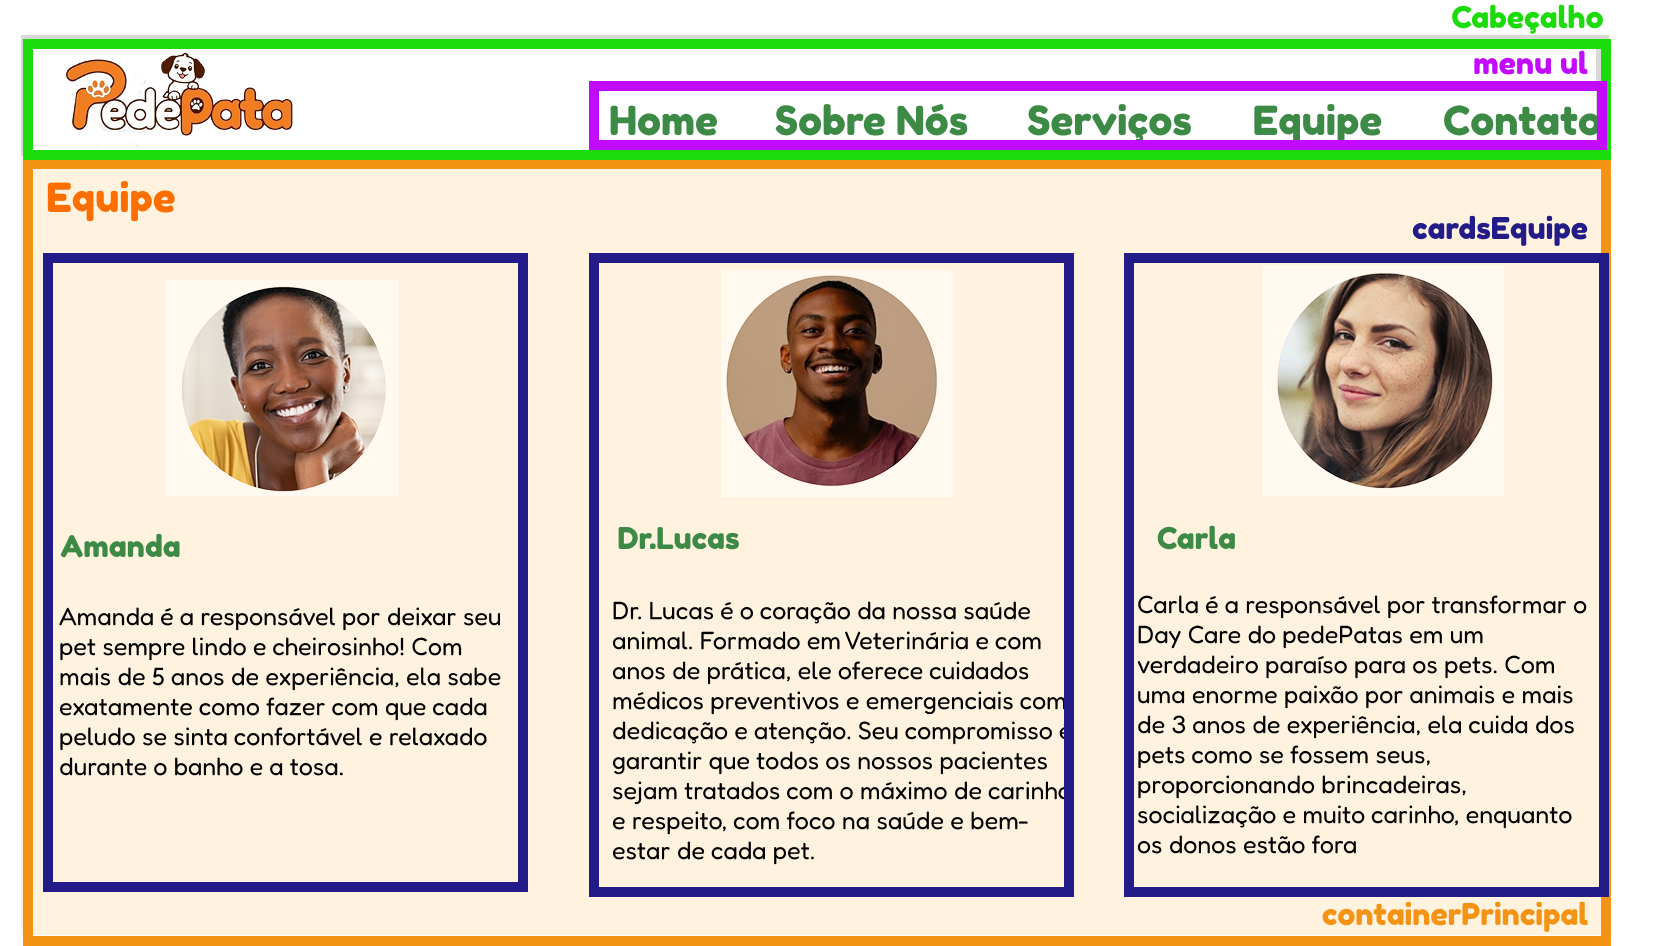 Cabeçalho
menu ul
PedePata
Home Sobre Nós Serviços Equipe Contato
Equipe
cardsEquipe
Amanda
Amanda é a responsável por deixar seu
pet sempre lindo e cheirosinho! Com
mais de 5 anos de experiência, ela sabe
exatamente como fazer com que cada
peludo se sinta confortável e relaxado
durante o banho e a tosa.
Dr.Lucas
Dr. Lucas é o coração da nossa saúde
animal. Formado em Veterinária e com
anos de prática, ele oferece cuidados
médicos preventivos e emergenciais com
dedicação e atenção. Seu compromisso é
garantir que todos os nossos pacientes
sejam tratados com o máximo de carinho
e respeito, com foco na saúde e bem-
estar de cada pet.
Carla
Carla é a responsável por transformar o
Day Care do pedePatas em um
verdadeiro paraíso para os pets. Com
uma enorme paixão por animais e mais
de 3 anos de experiência, ela cuida dos
pets como se fossem seus,
proporcionando brincadeiras,
socialização e muito carinho, enquanto
os donos estão fora
containerPrincipal